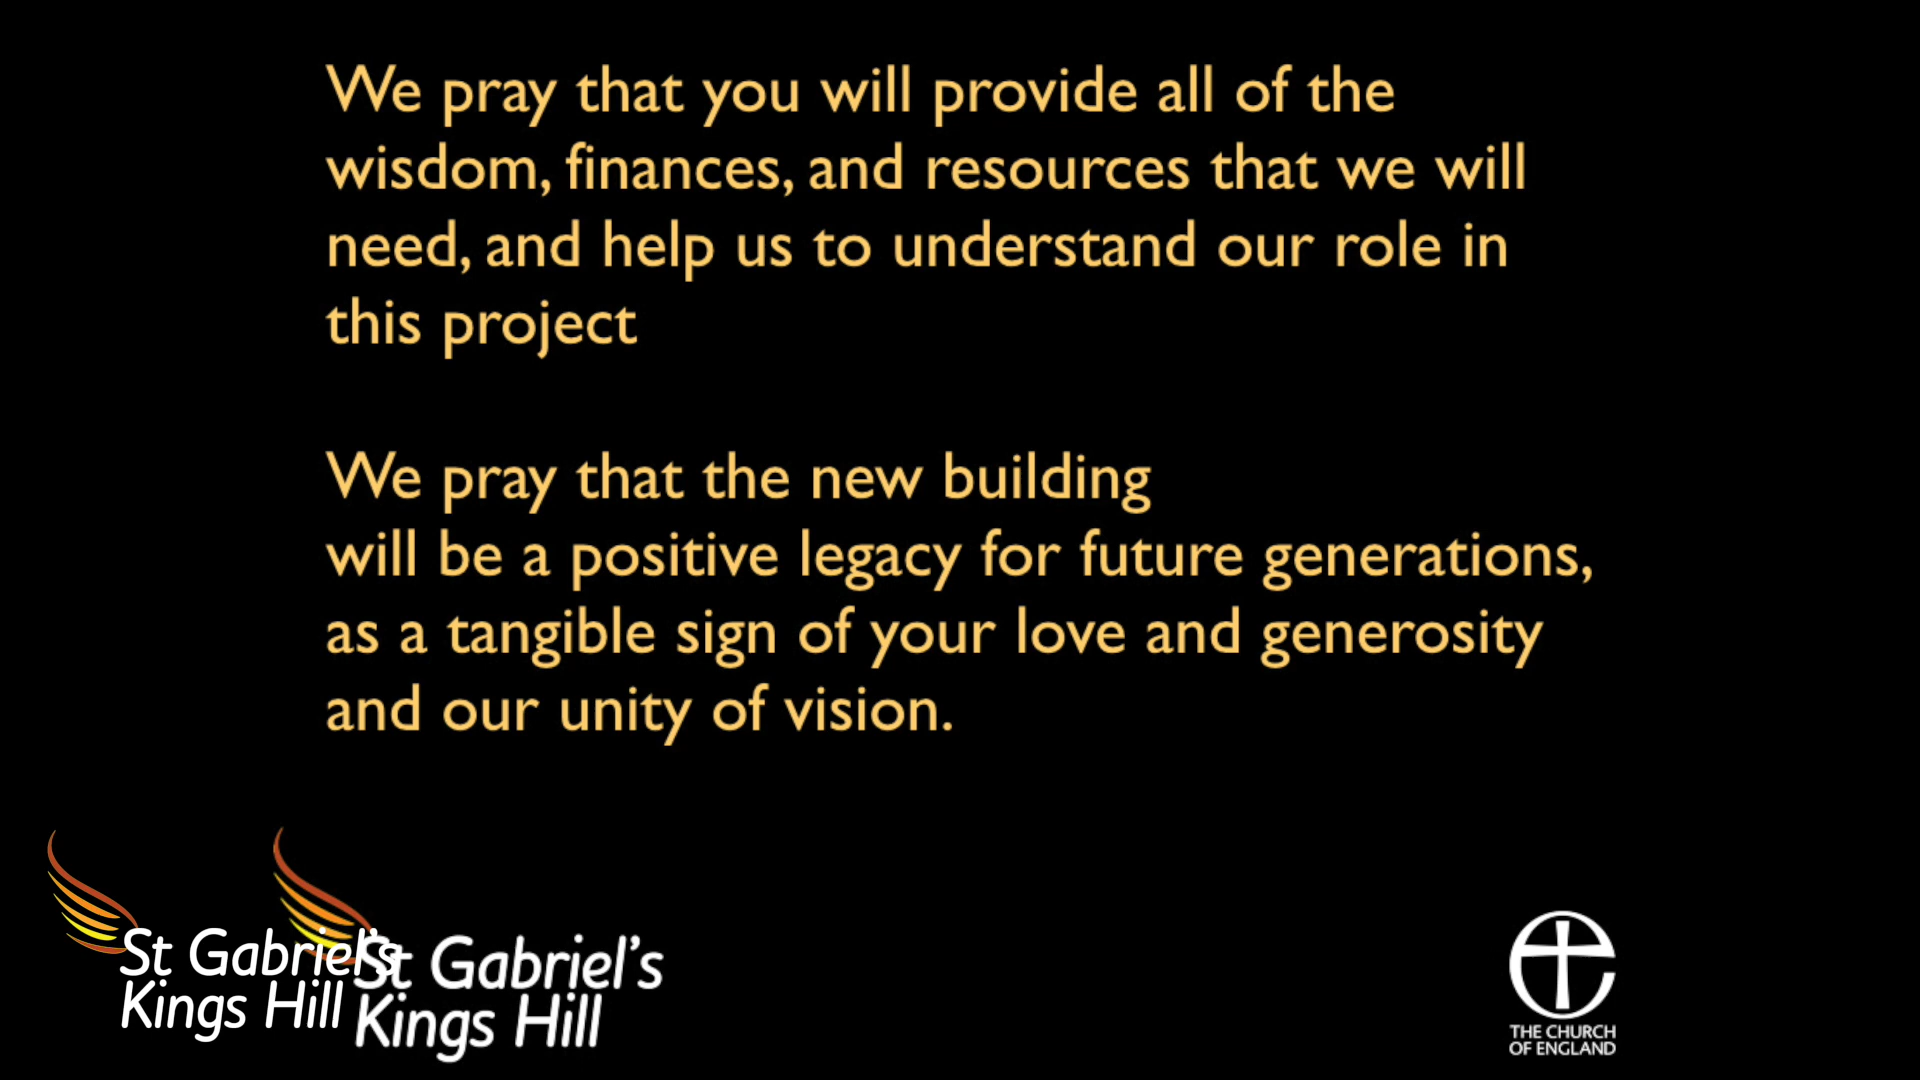 We pray that you will provide all of the
wisdom, finances, and resources that we will
need, and help us to understand our role in
this project
We pray that the new building
will be a positive legacy for future generations,
as a tangible sign of your love and generosity
and our unity of vision.
St Gabriel's
Kings Hill
St Gabriel's
Kings Hill
THE CHURCH
OF ENGLAND